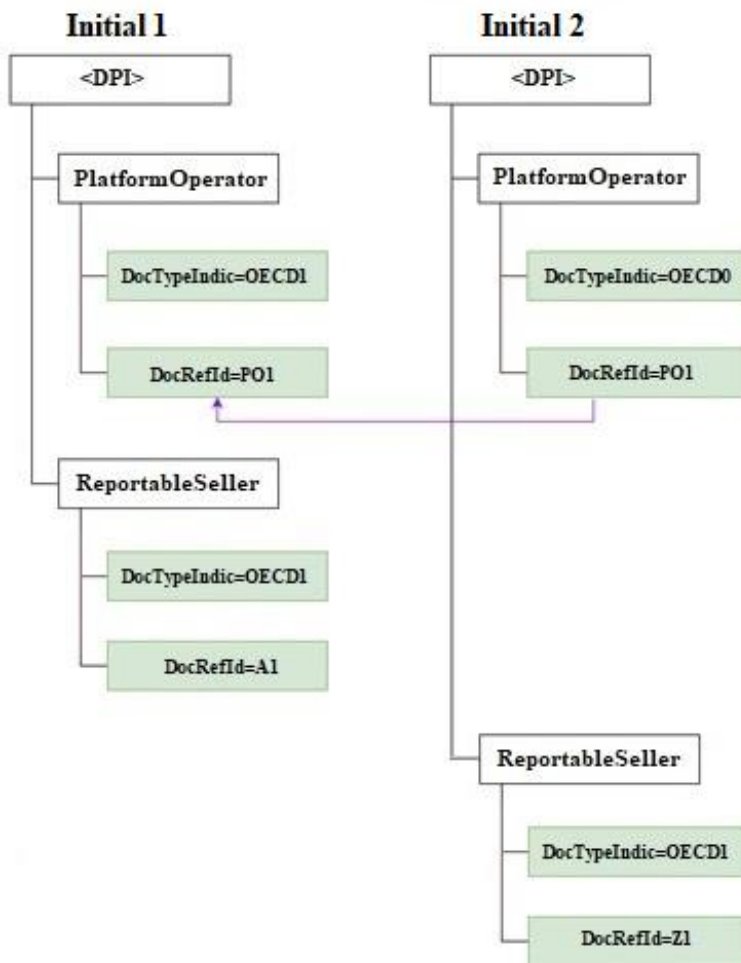 Initial 1
<DPI>
PlatformOperator
DocTypeIndic=OECD1
DocRefId=PO1
ReportableSeller
DocTypeIndic=OECD1
DocRefId=A1
Initial 2
<DPI>
PlatformOperator
DocTypeIndic=OECD0
DocRefId=PO1
ReportableSeller
DocTypeIndic=OECD1
DocRefId=Z1